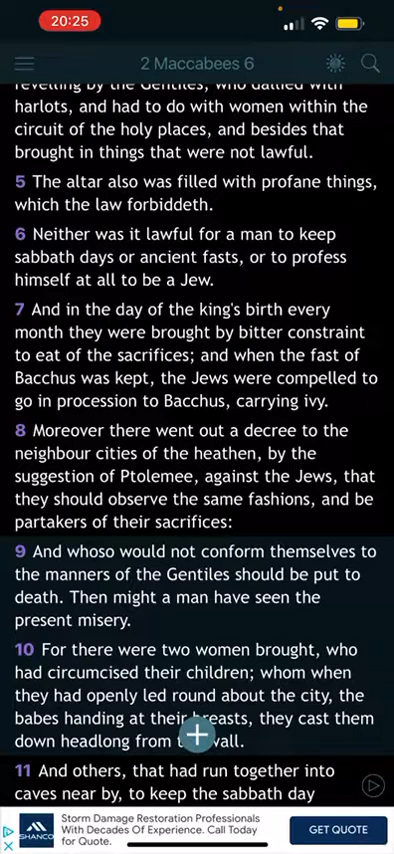 20:25
2 Maccabees 6
revelling by the Gentiles, who dallied with
harlots, and had to do with women within the
circuit of the holy places, and besides that
brought in things that were not lawful.
5 The altar also was filled with profane things,
which the law forbiddeth.
6 Neither was it lawful for a man to keep
sabbath days or ancient fasts, or to profess
himself at all to be a Jew.
7 And in the day of the king's birth every
month they were brought by bitter constraint
to eat of the sacrifices; and when the fast of
Bacchus was kept, the Jews were compelled to
go in procession to Bacchus, carrying ivy.
8 Moreover there went out a decree to the
neighbour cities of the heathen, by the
suggestion of Ptolemee, against the Jews, that
they should observe the same fashions, and be
partakers of their sacrifices:
9 And whoso would not conform themselves to
the manners of the Gentiles should be put to
death. Then might a man have seen the
present misery.
10 For there were two women brought, who
had circumcised their children; whom when
they had openly led round about the city, the
babes handing at their breasts, they cast them
down headlong from wall.
11 And others, that had run together into
caves near by, to keep the sabbath day
SHANCO
Storm Damage Restoration Professionals
With Decades Of Experience. Call Today
for Quote.
GET QUOTE